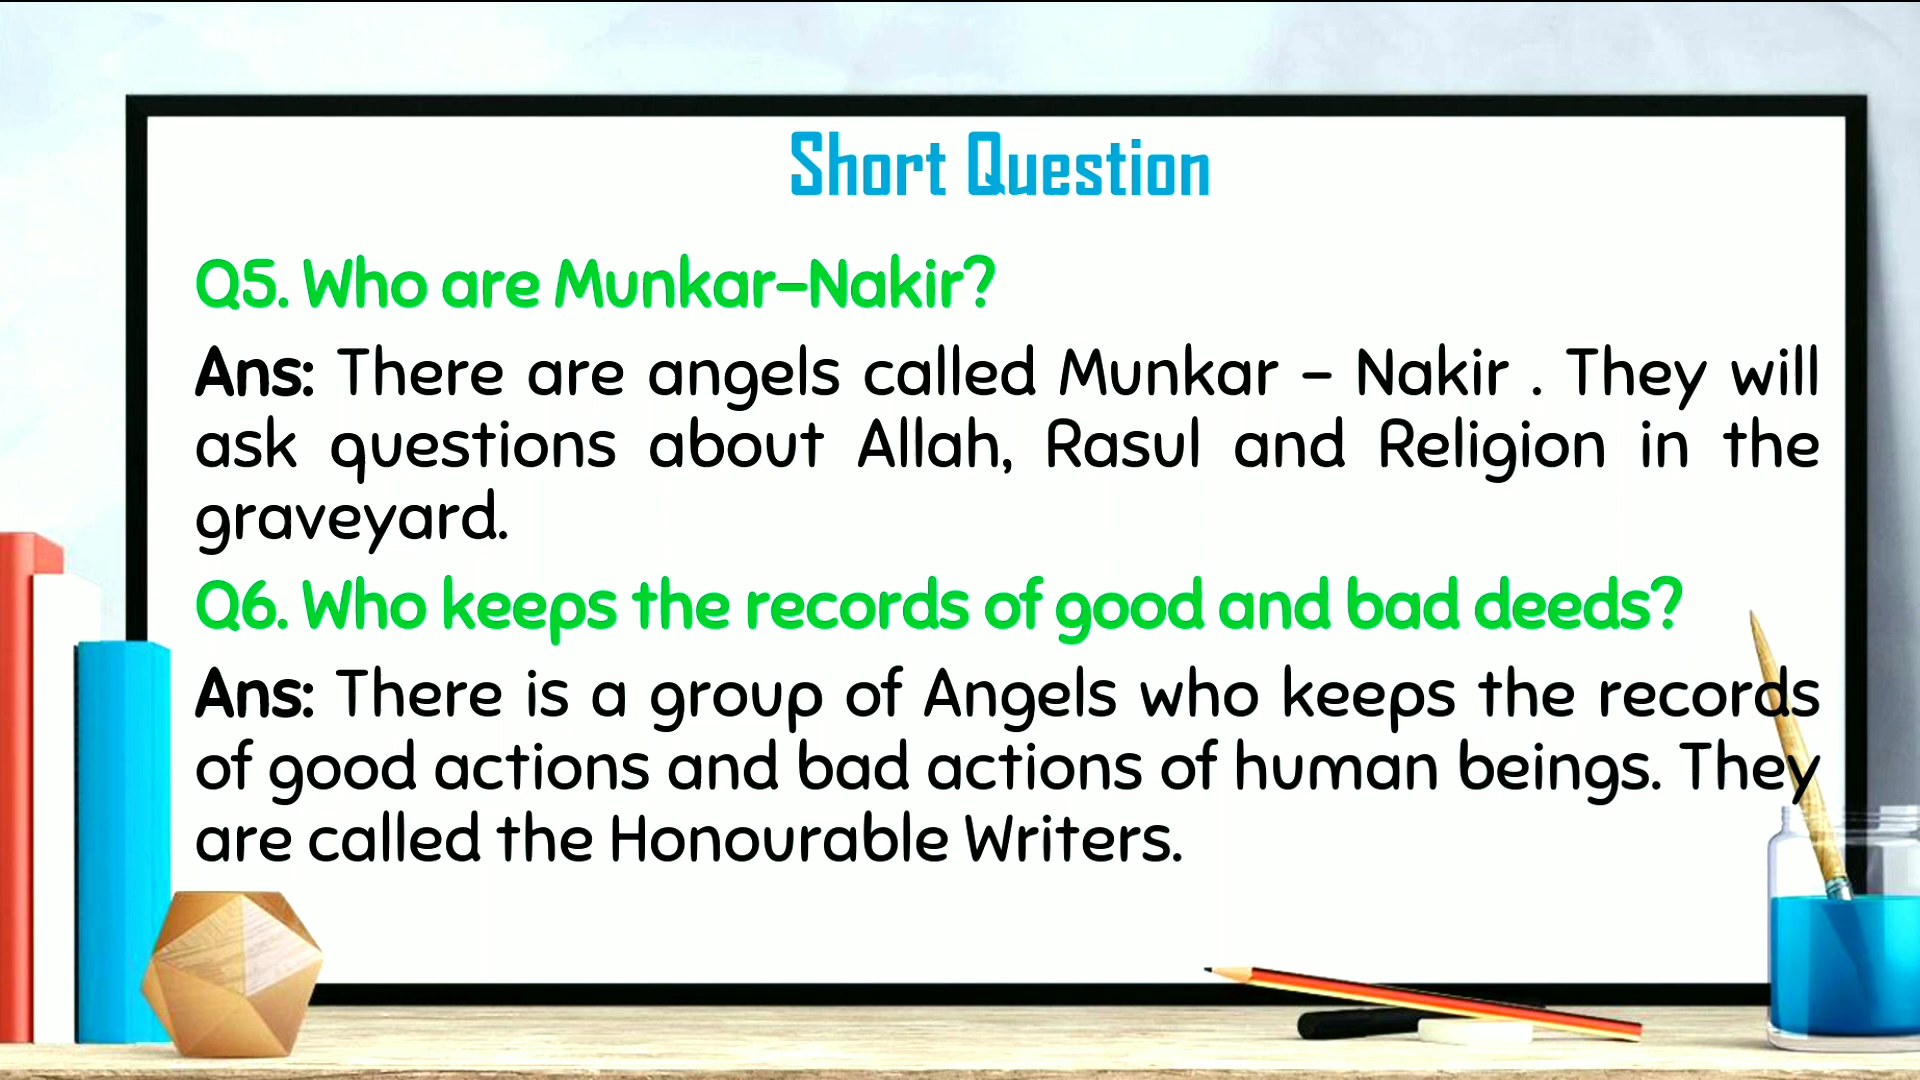 Short Question
Q5. Who are Munkar-Nakir?
Ans: There are angels called Munkar - Nakir . They will
ask questions about Allah, Rasul and Religion in the
graveyard.
Q6. Who keeps the records of good and bad deeds?
Ans: There is a group of Angels who keeps the records
of good actions and bad actions of human beings. They
are called the Honourable Writers.